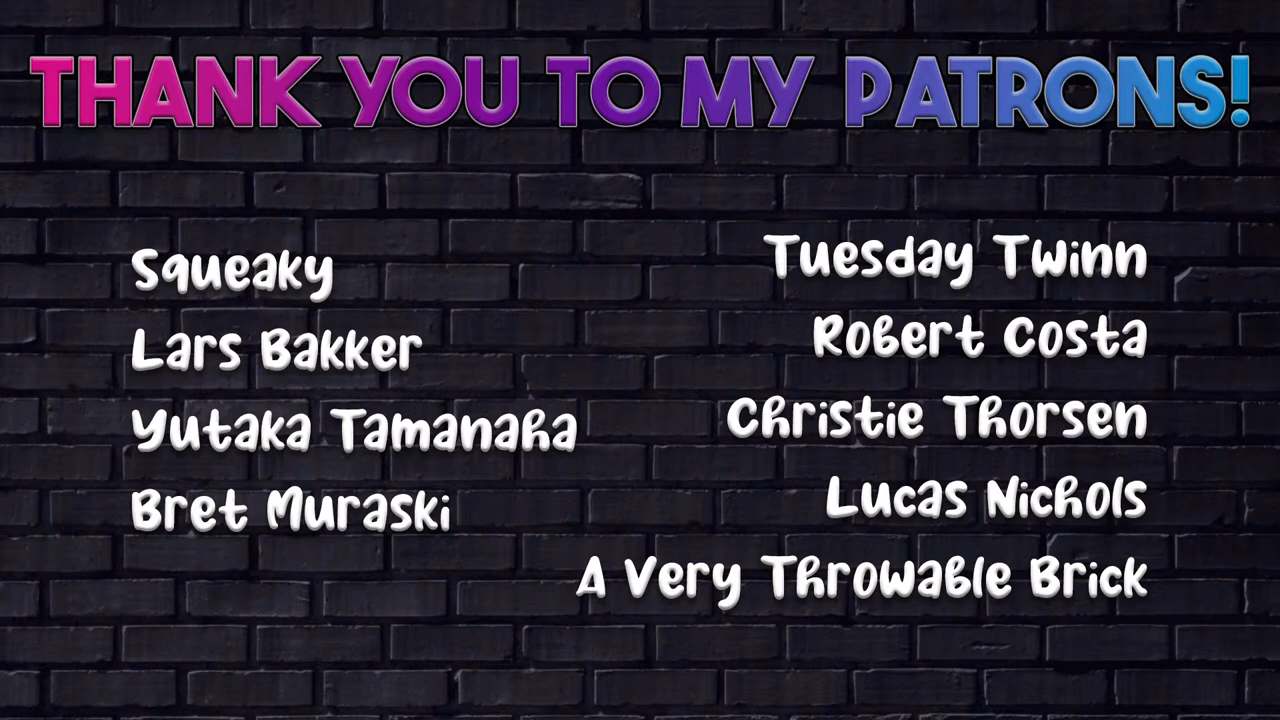 THANK YOU TO MY PATRONS!
Squeaky
Lars Bakker
Yutaka Tamanaha
Bret Muraski
Tuesday Twinn
Robert Costa
Christie Thorsen
Lucas Nichols
A Very Throwable Brick